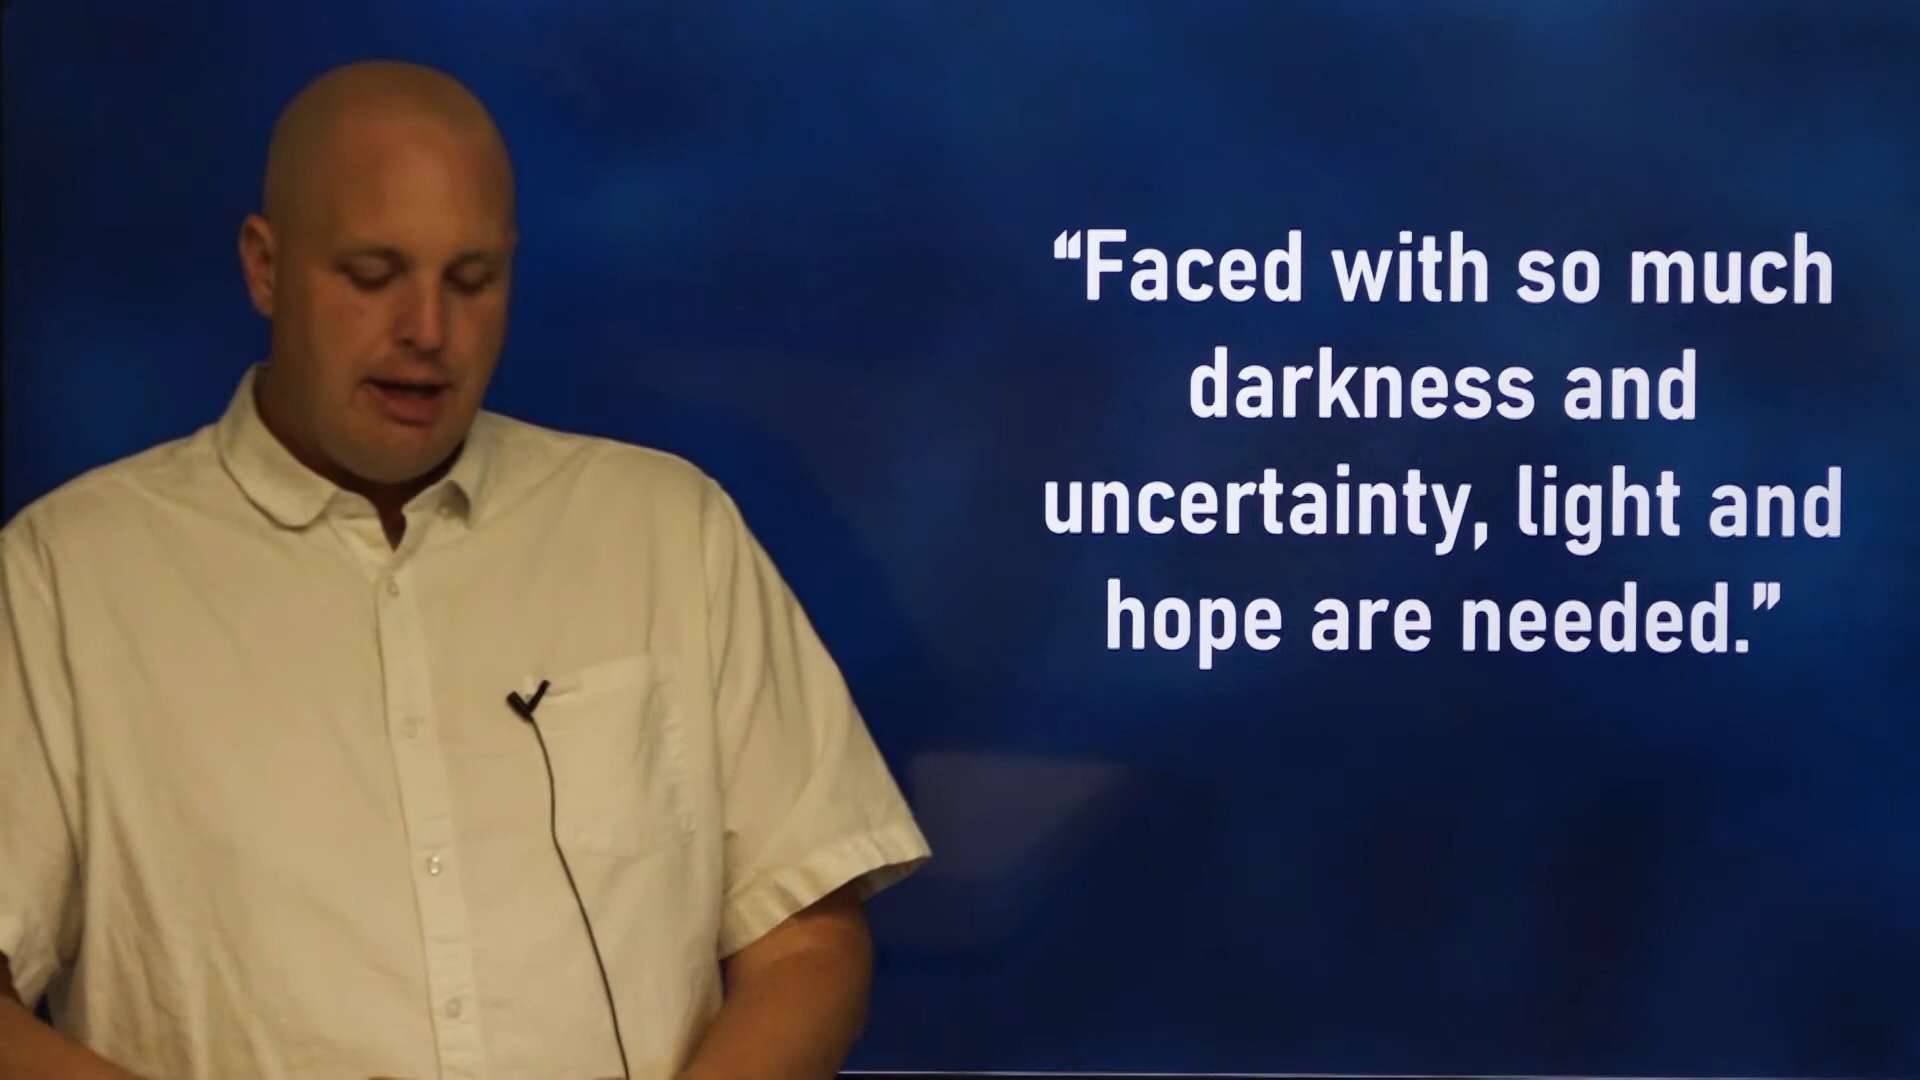 “Faced with so much
darkness and
uncertainty, light and
hope are needed.”